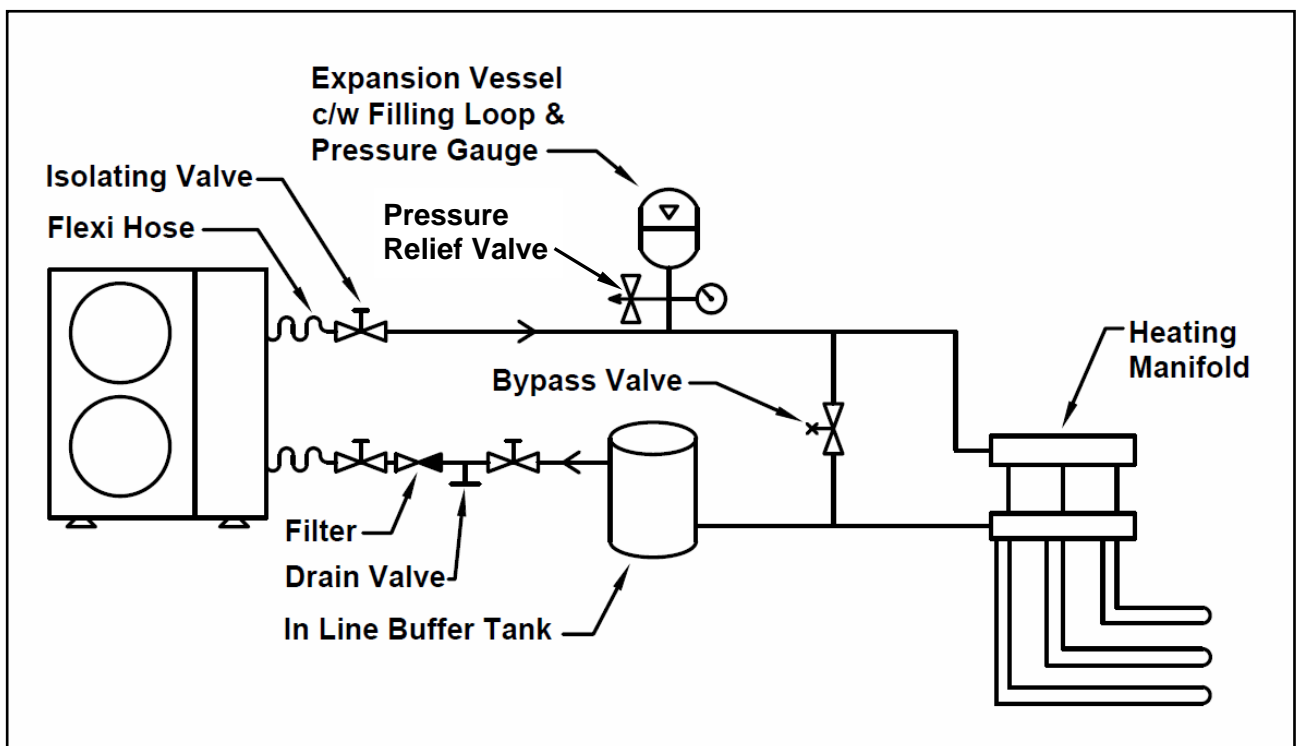 Expansion Vessel
c/w Filling Loop &
Pressure Gauge
Isolating Valve
Flexi Hose
Pressure
Relief Valve
Heating
Manifold
Bypass Valve
Filter
Drain Valve
In Line Buffer Tank